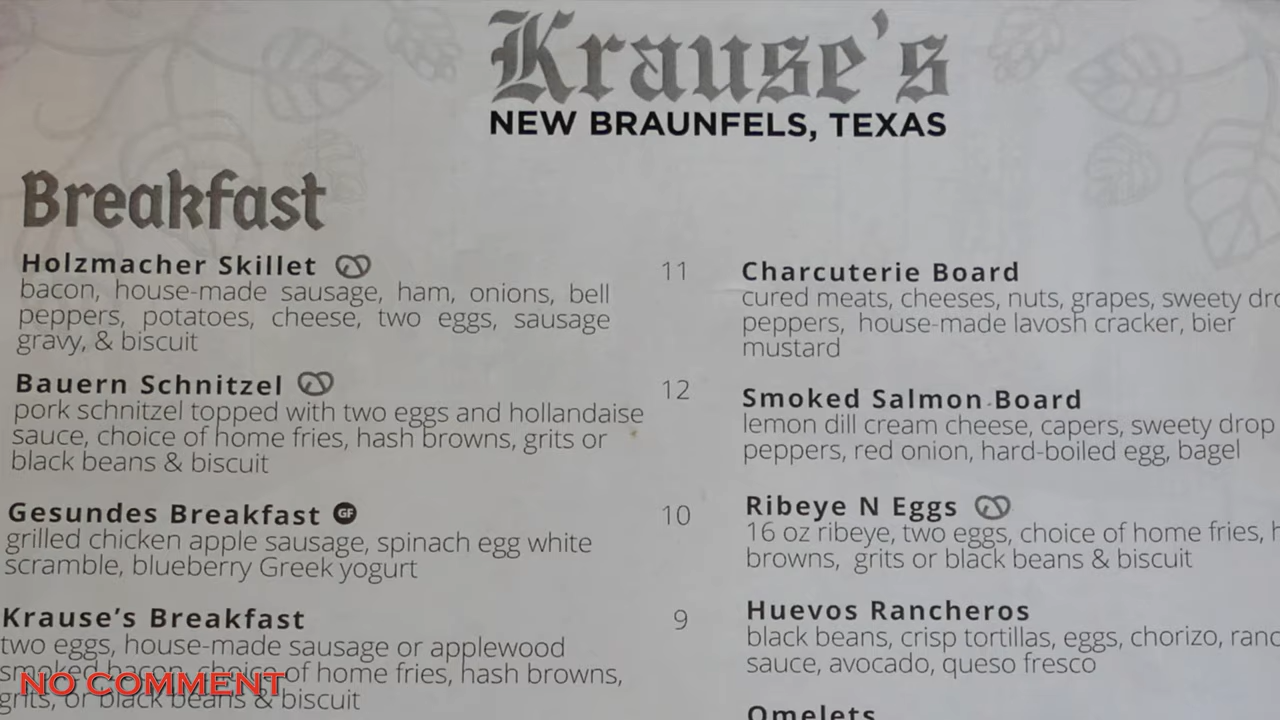 Krause's
NEW BRAUNFELS, TEXAS
Breakfast
Holzmacher Skillet 11
bacon, house-made sausage, ham, onions, bell
peppers, potatoes, cheese, two eggs, sausage
gravy, & biscuit
Bauern Schnitzel 12
pork schnitzel topped with two eggs and hollandaise
sauce, choice of home fries, hash browns, grits or
black beans & biscuit
Gesundes Breakfast GF 10
grilled chicken apple sausage, spinach egg white
scramble, blueberry Greek yogurt
Krause's Breakfast 9
two eggs, house-made sausage or applewood
smoked bacon, choice of home fries, hash browns,
grits, or black beans & biscuit
Charcuterie Board
cured meats, cheeses, nuts, grapes, sweety
peppers, house-made lavosh cracker, bier
mustard
Smoked Salmon Board
lemon dill cream cheese, capers, sweety drop
peppers, red onion, hard-boiled egg, bagel
Ribeye N Eggs
16 oz ribeye, two eggs, choice of home fries,
browns, grits or black beans & biscuit
Huevos Rancheros
black beans, crisp tortillas, eggs, chorizo,
sauce, avocado, queso fresco
Omelets
NO COMMENT